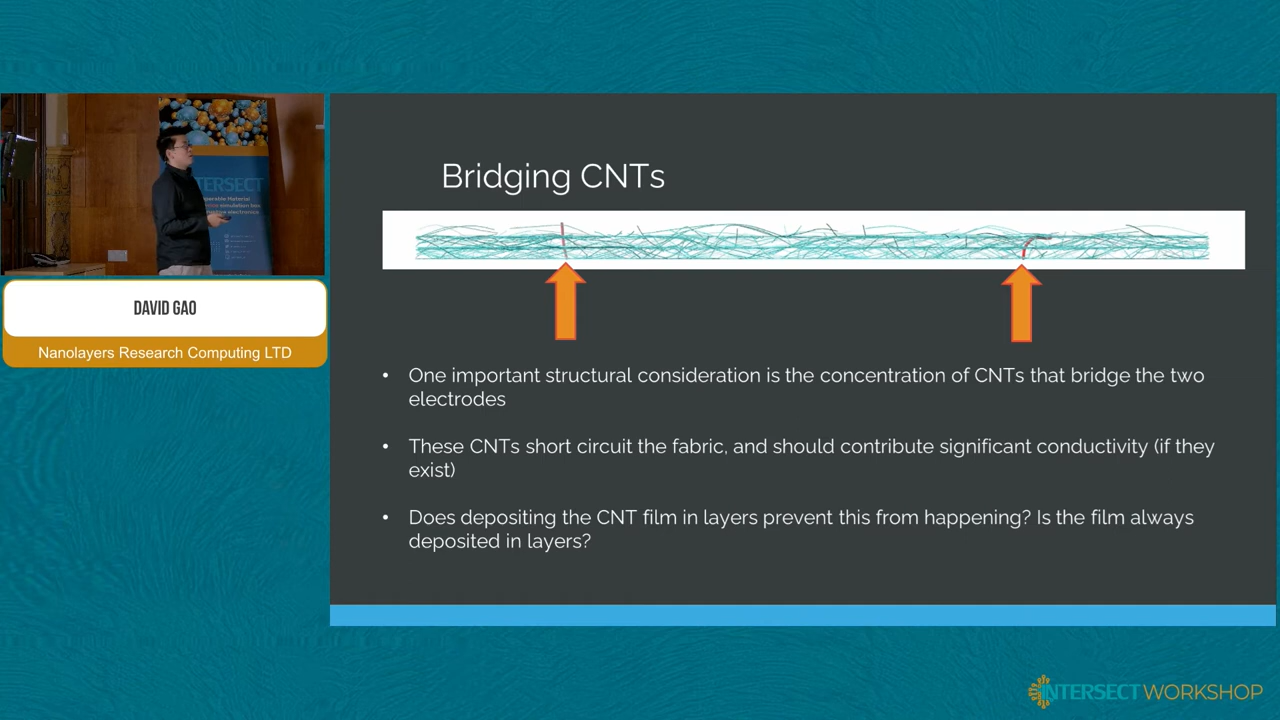 TERSECT
DAVID GAO
Nanolayers Research Computing LTD
Bridging CNTs
• One important structural consideration is the concentration of CNTs that bridge the two
electrodes
• These CNTs short circuit the fabric, and should contribute significant conductivity (if they
exist)
• Does depositing the CNT film in layers prevent this from happening? Is the film always
deposited in layers?
INTERSECT WORKSHOP